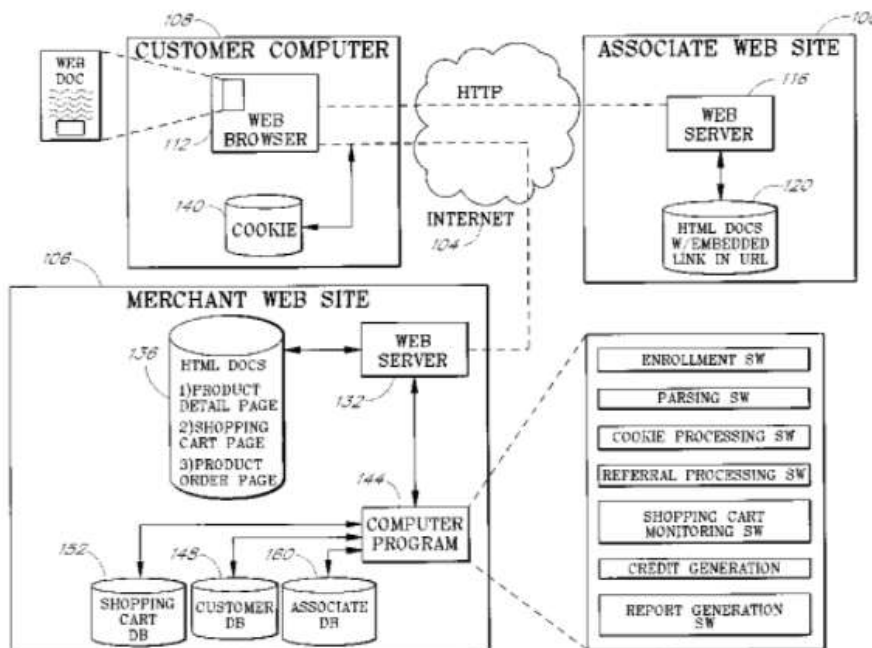 108
CUSTOMER COMPUTER
WEB
DOC
WEB
BROWSER
112
140
COOKIE
HTTP
INTERNET
104
ASSOCIATE WEB SITE
116
WEB
SERVER
120
HTML DOCS
W/EMBEDDED
LINK IN URL
106
MERCHANT WEB SITE
136
HTML DOCS
1)PRODUCT
DETAIL PAGE
2)SHOPPING
CART PAGE
3)PRODUCT
ORDER PAGE
WEB
SERVER
132
144
COMPUTER
PROGRAM
152
SHOPPING
CART
DB
148
CUSTOMER
DB
160
ASSOCIATE
DB
ENROLLMENT SW
PARSING SW
COOKIE PROCESSING SW
REFERRAL PROCESSING SW
SHOPPING CART
MONITORING SW
CREDIT GENERATION
REPORT GENERATION
SW